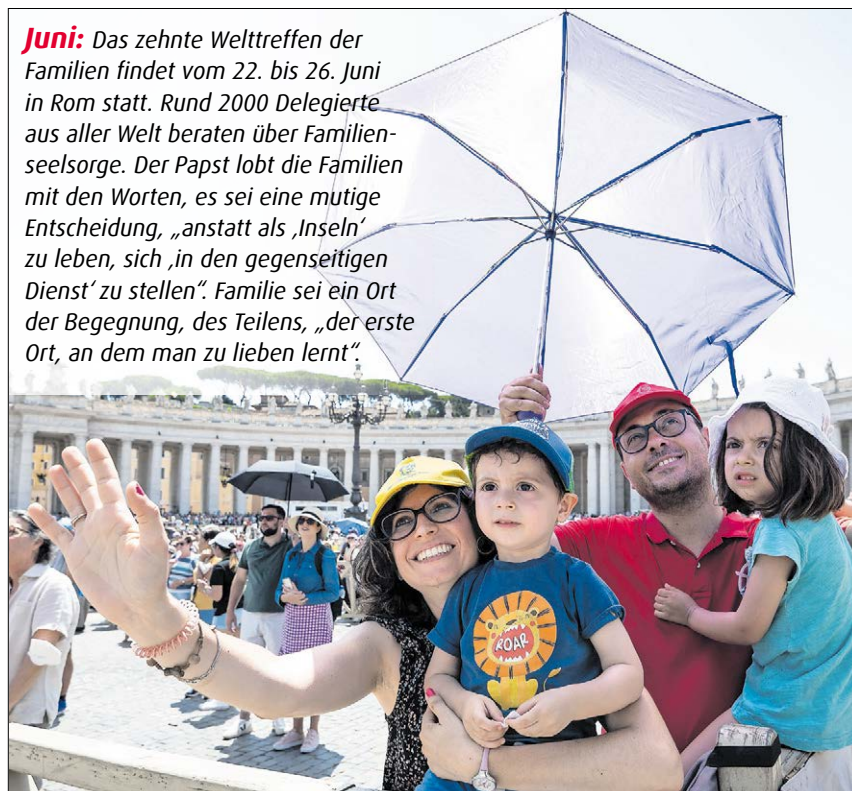 Juni: Das zehnte Welttreffen der
Familien findet vom 22. bis 26. Juni
in Rom statt. Rund 2000 Delegierte
aus aller Welt beraten über Familien-
seelsorge. Der Papst lobt die Familien
mit den Worten, es sei eine mutige
Entscheidung, „anstatt als ‚Inseln‘
zu leben, sich ‚in den gegenseitigen
Dienst‘ zu stellen“. Familie sei ein Ort
der Begegnung, des Teilens, „der erste
Ort, an dem man zu lieben lernt“.
ROAR